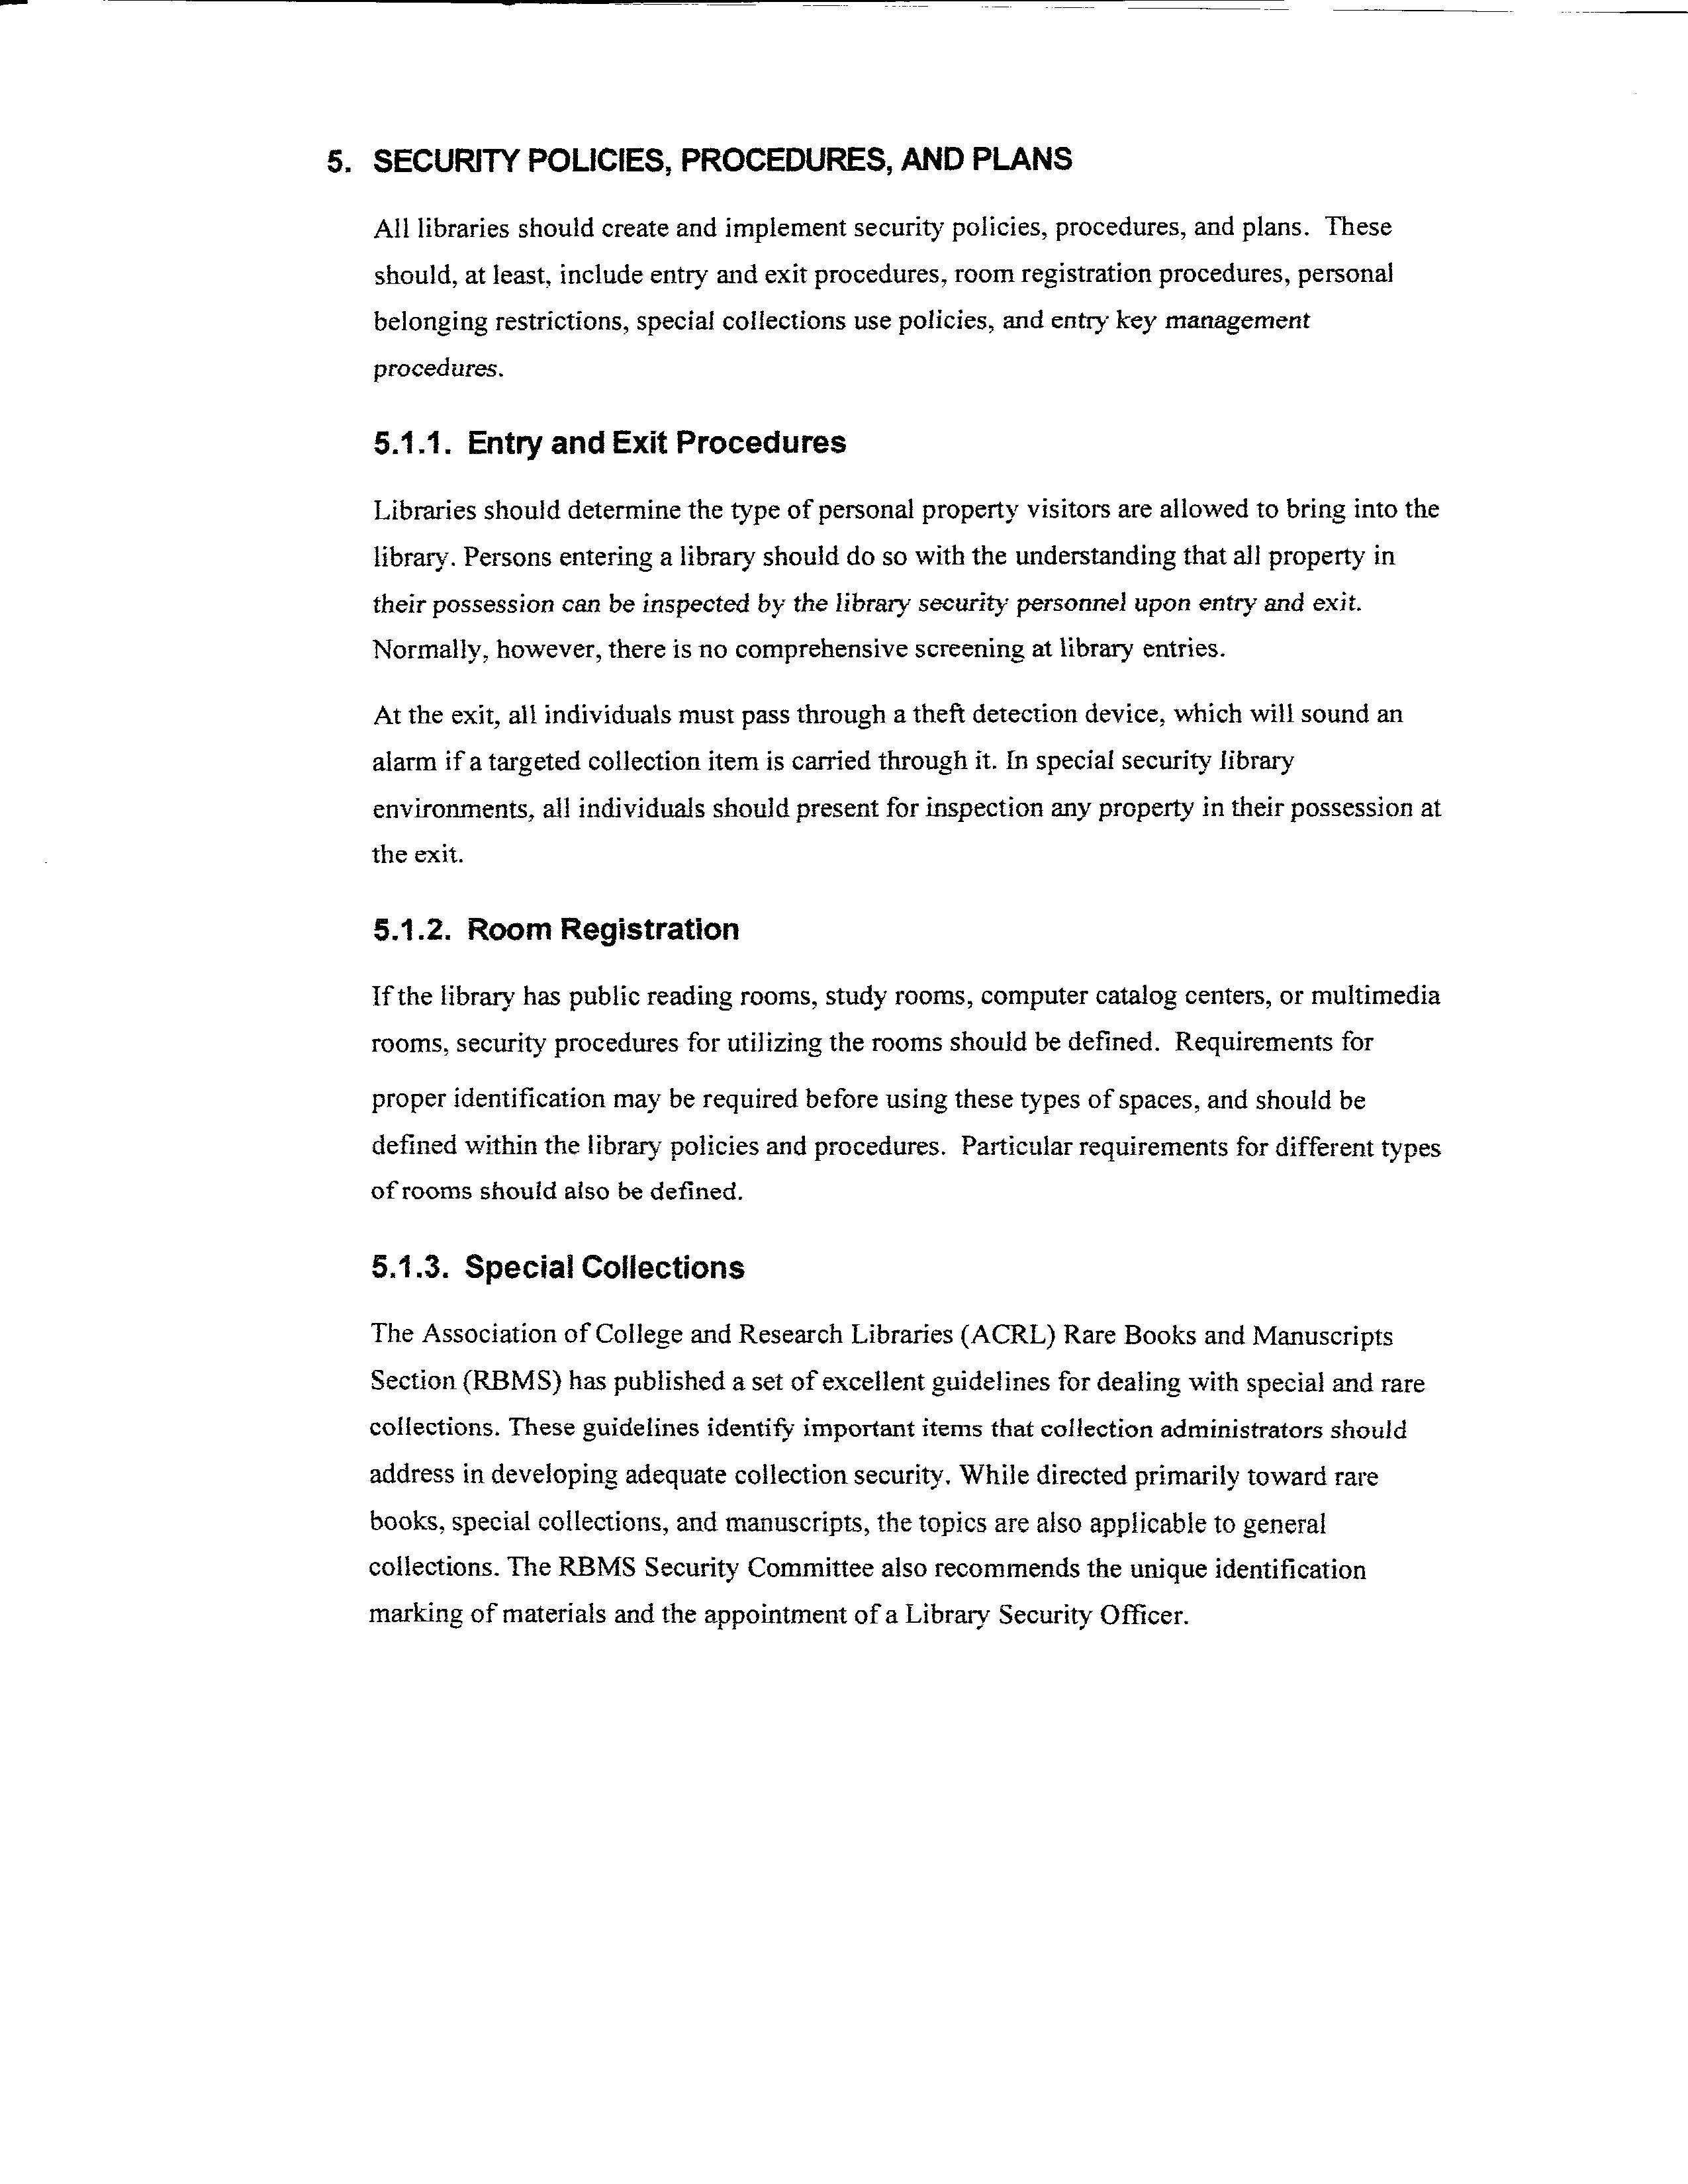 5. SECURITY POLICIES, PROCEDURES, AND PLANS
All libraries should create and implement security policies, procedures, and plans. These
should, at least, include entry and exit procedures, room registration procedures, personal
belonging restrictions, special collections use policies, and entry key management
procedures.
5.1.1. Entry and Exit Procedures
Libraries should determine the type of personal property visitors are allowed to bring into the
library. Persons entering a library should do so with the understanding that all property in
their possession can be inspected by the library security personnel upon entry and exit.
Normally, however, there is no comprehensive screening at library entries.
At the exit, all individuals must pass through a theft detection device, which will sound an
alarm if a targeted collection item is carried through it. In special security library
environments, all individuals should present for inspection any property in their possession at
the exit.
5.1.2. Room Registration
If the library has public reading rooms, study rooms, computer catalog centers, or multimedia
rooms, security procedures for utilizing the rooms should be defined. Requirements for
proper identification may be required before using these types of spaces, and should be
defined within the library policies and procedures. Particular requirements for different types
of rooms should also be defined.
5.1.3. Special Collections
The Association of College and Research Libraries (ACRL) Rare Books and Manuscripts
Section (RBMS) has published a set of excellent guidelines for dealing with special and rare
collections. These guidelines identify important items that collection administrators should
address in developing adequate collection security. While directed primarily toward rare
books, special collections, and manuscripts, the topics are also applicable to general
collections. The RBMS Security Committee also recommends the unique identification
marking of materials and the appointment of a Library Security Officer.